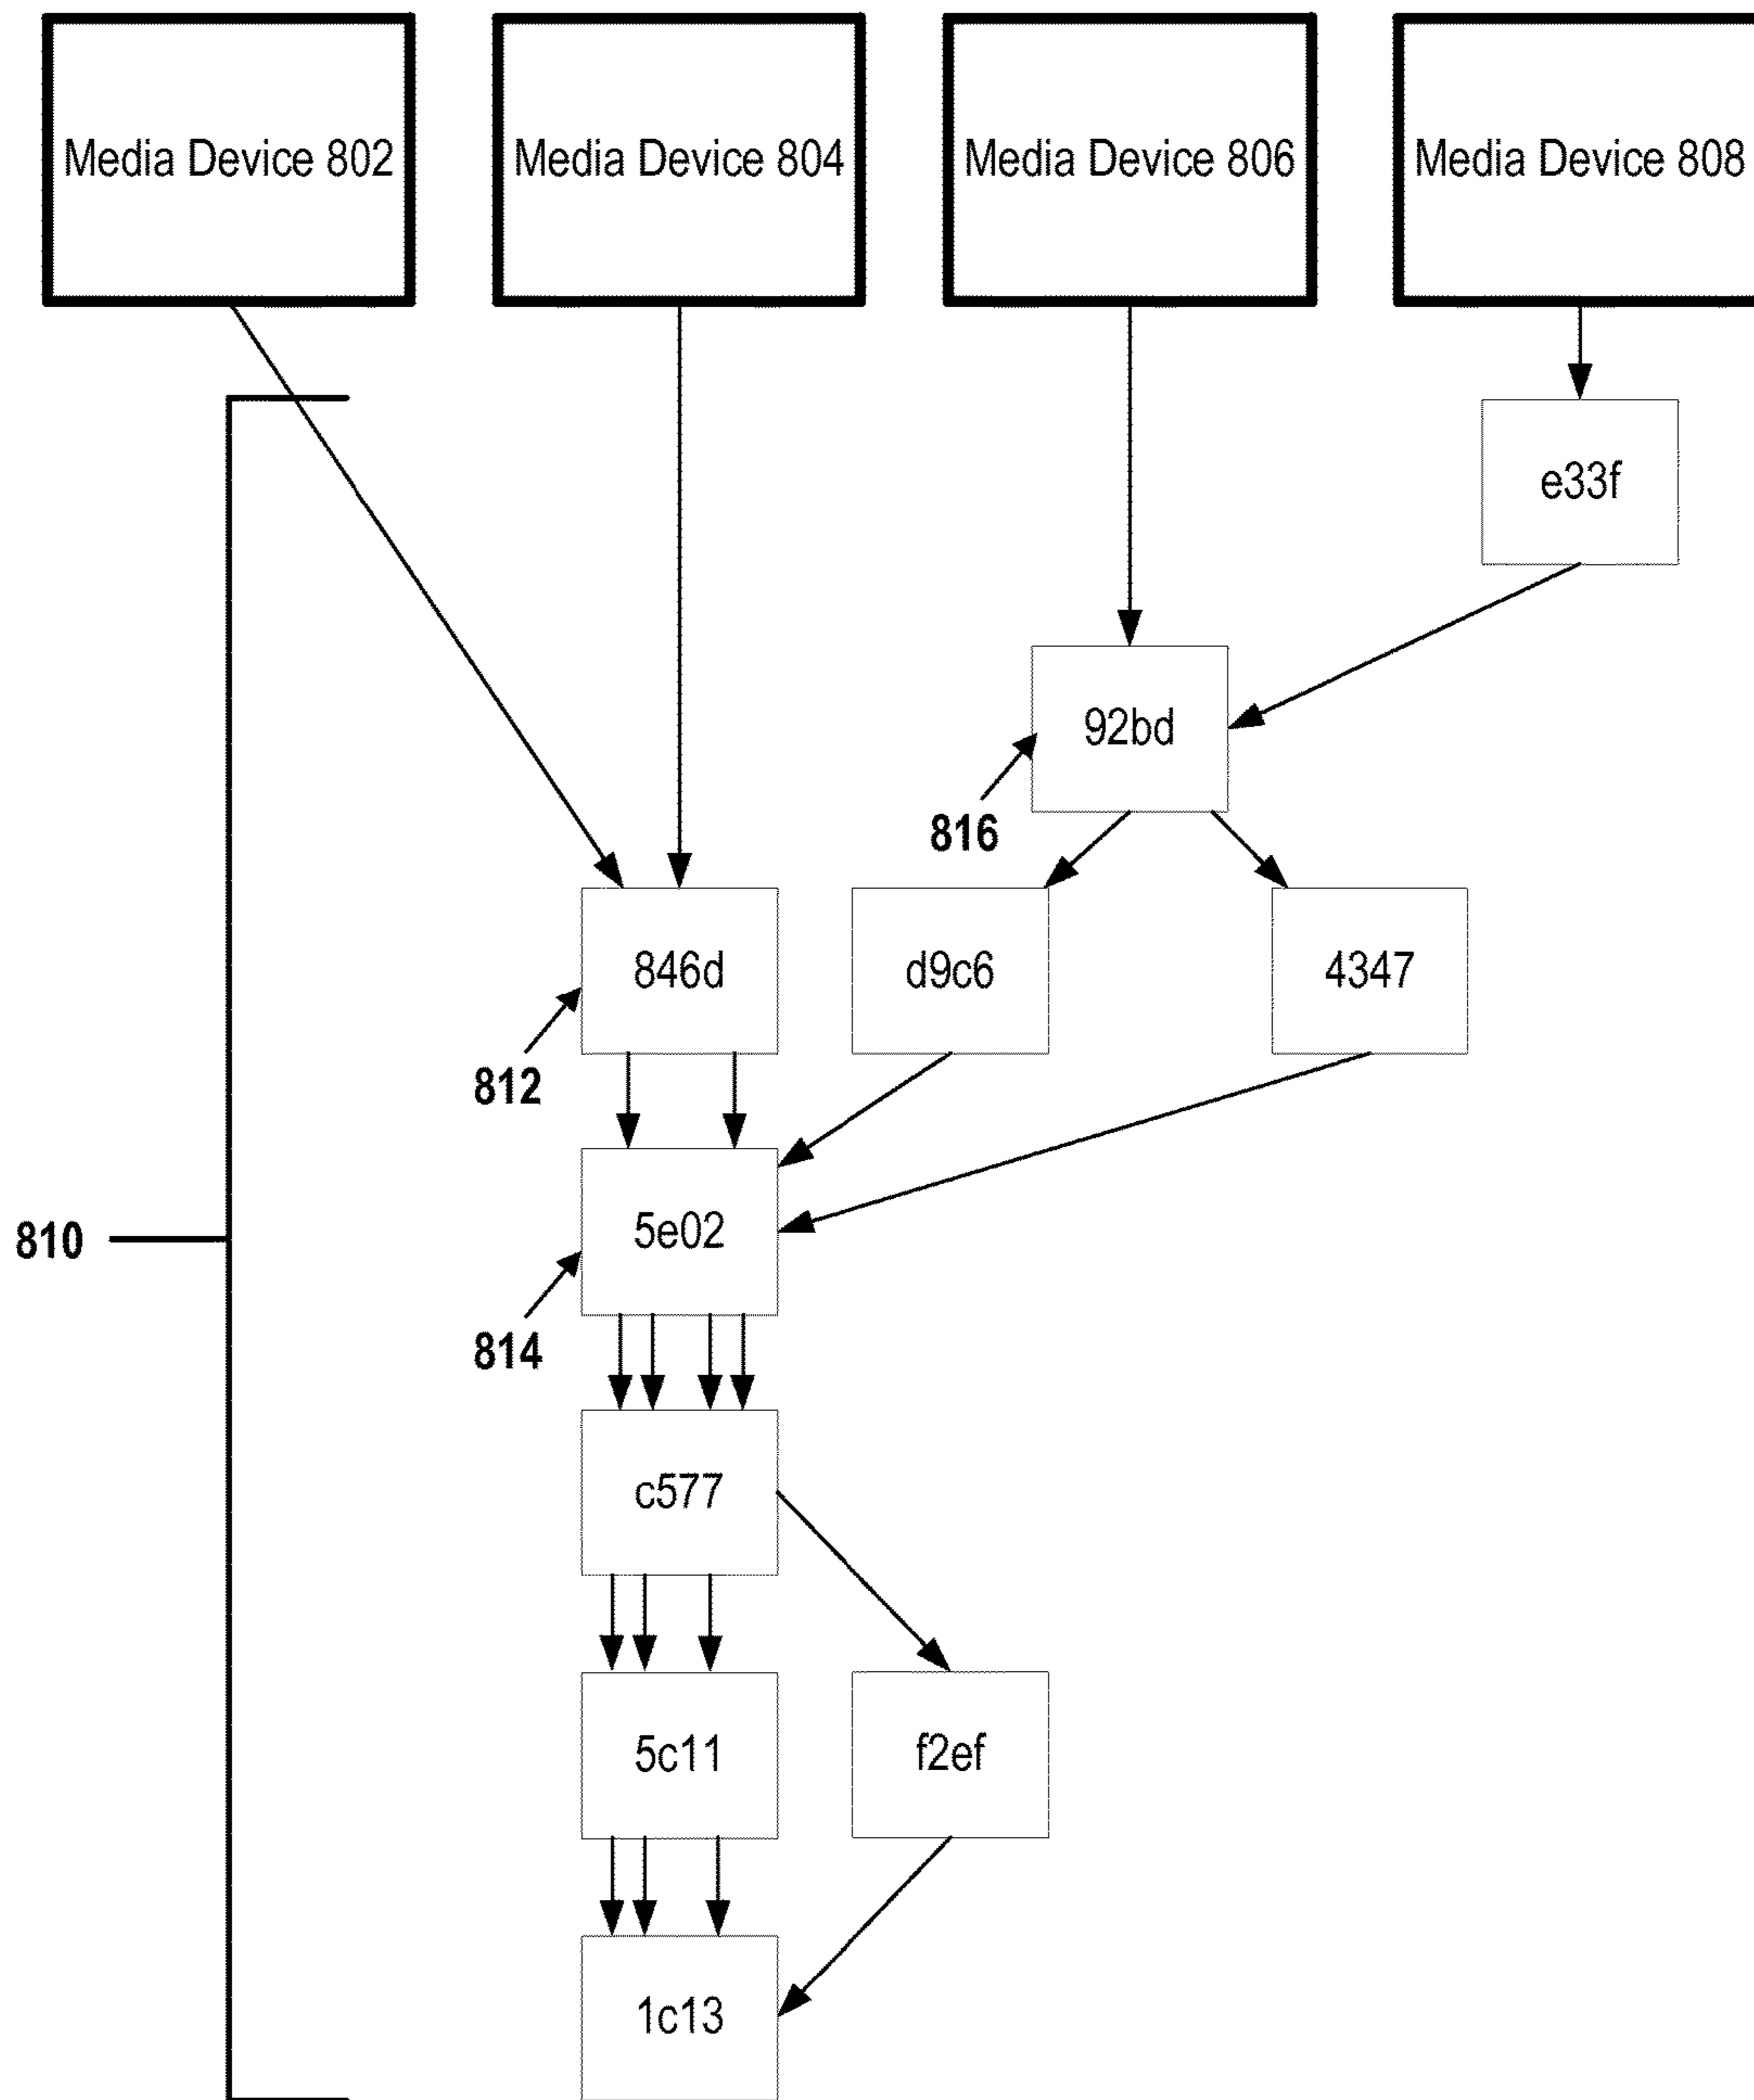 Media Device 802
Media Device 804
Media Device 806
Media Device 808
e33f
92bd
816
846d
d9c6
4347
812
5e02
810
814
c577
5c11
f2ef
1c13